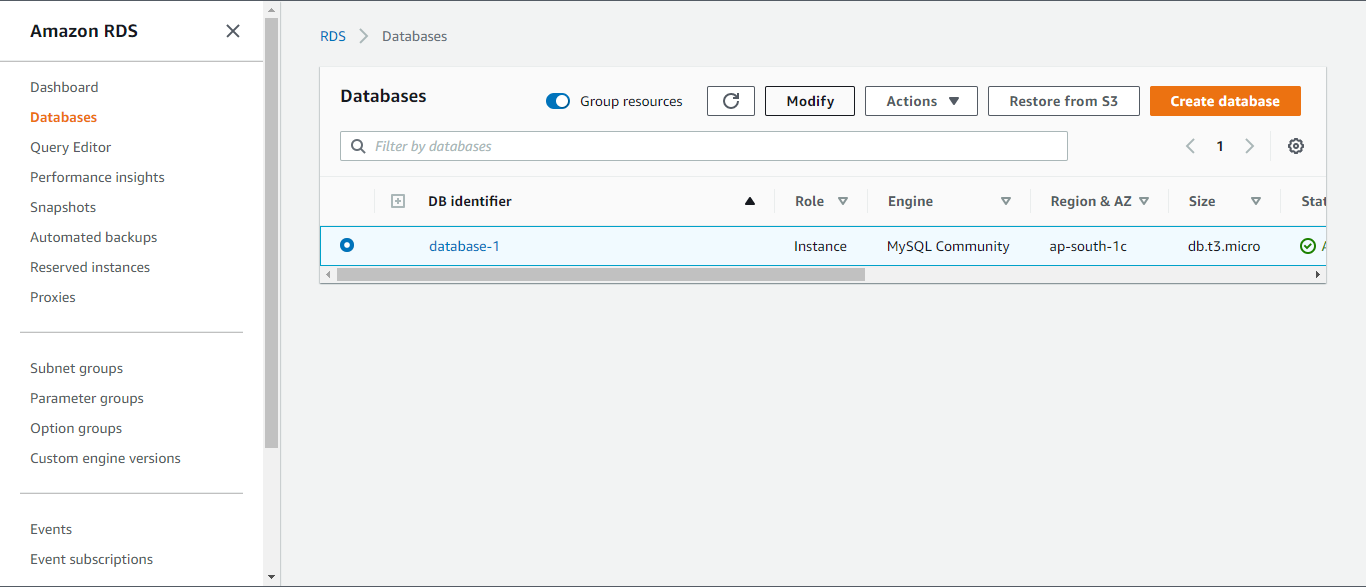 Amazon RDS
Dashboard
Databases
Query Editor
Performance insights
Snapshots
Automated backups
Reserved instances
Proxies
Subnet groups
Parameter groups
Option groups
Custom engine versions
Events
Event subscriptions
RDS Databases
Databases
Group resources
Modify
Actions
Restore from S3
Create database
Filter by databases
1
DB identifier Role Engine Region & AZ Size
database-1 Instance MySQL Community ap-south-1c db.t3.micro